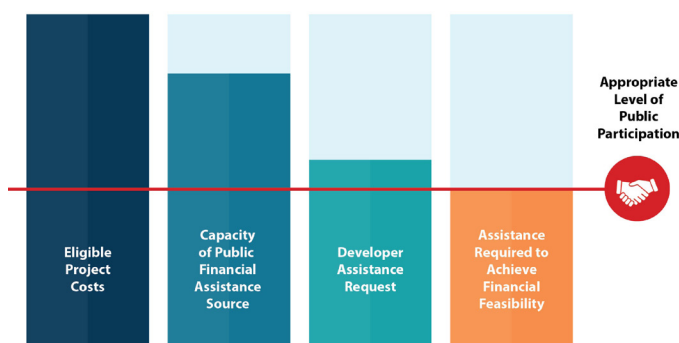 Eligible
Project
Costs
Capacity
of Public
Financial
Assistance
Source
Developer
Assistance
Request
Assistance
Required to
Achieve
Financial
Feasibility
Appropriate
Level of
Public
Participation